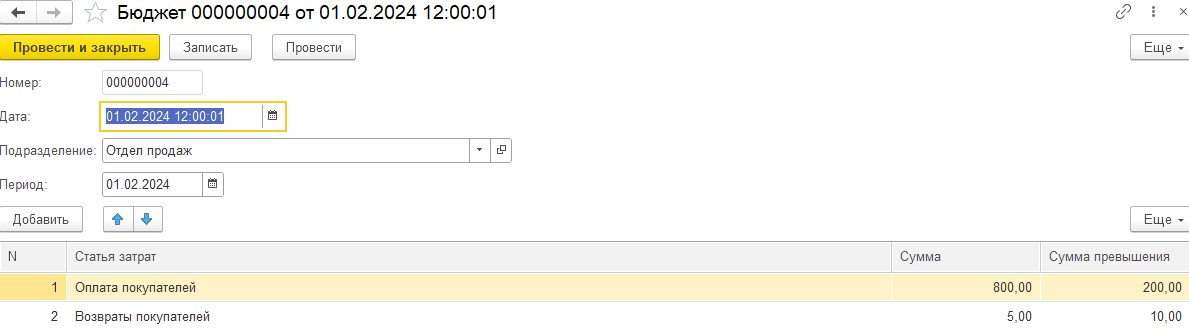 Бюджет 000000004 от 01.02.2024 12:00:01
Провести и закрыть Записать Провести Еще
Номер: 000000004
Дата: 01.02.2024 12:00:01
Подразделение: Отдел продаж
Период: 01.02.2024
Добавить Еще
N Статья затрат Сумма Сумма превышения
1 Оплата покупателей 800,00 200,00
2 Возвраты покупателей 5,00 10,00